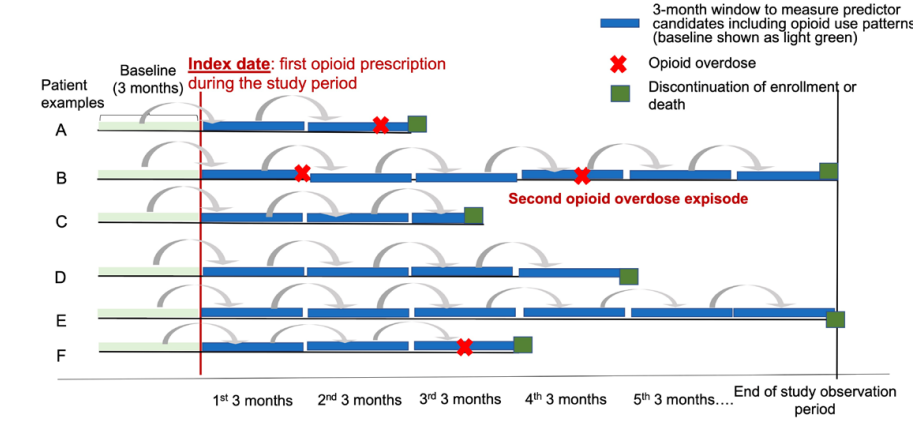 3-month window to measure predictor
candidates including opioid use patterns
(baseline shown as light green)
Opioid overdose
Discontinuation of enrollment or
death
Index date: first opioid prescription
during the study period
Baseline
(3 months)
Patient
examples
A
B
Second opioid overdose expisode
C
D
E
F
1st 3 months
2nd 3 months
3rd 3 months
4th 3 months
5th 3 months….
End of study observation
period